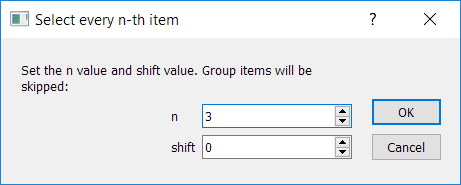 Select every n-th item
?
Set the n value and shift value. Group items will be
skipped:
n 3
OK
shift 0
Cancel